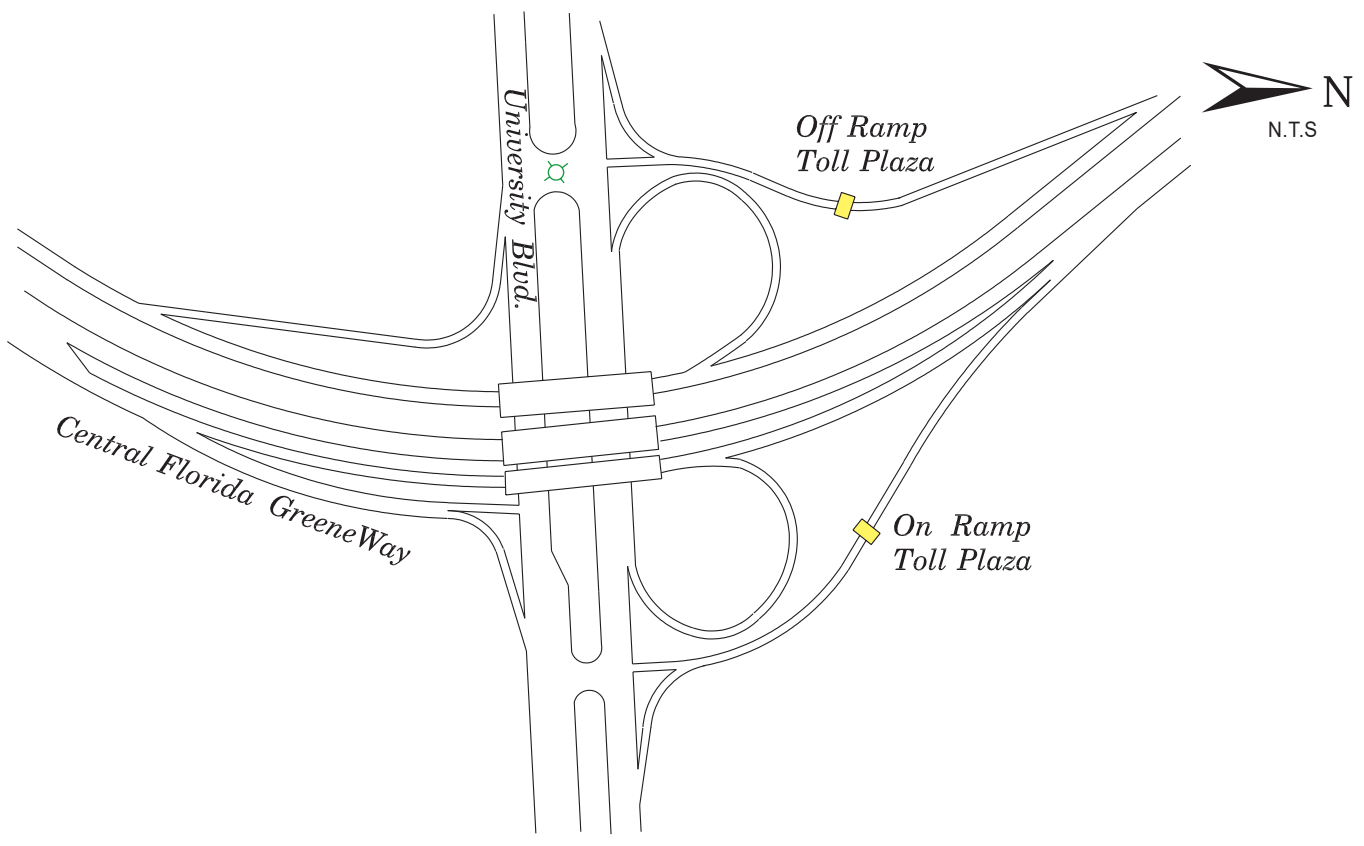 N
N.T.S
University Blvd.
Off Ramp
Toll Plaza
Central Florida GreeneWay
On Ramp
Toll Plaza